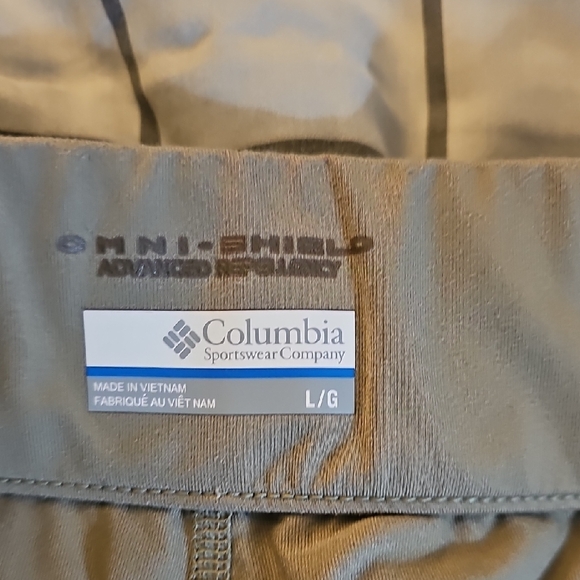 OMNI-SHIELD
ADVANCED REPELLENCY
Columbia
Sportswear Company
MADE IN VIETNAM
FABRIQUÉ AU VIÊT NAM
L/G